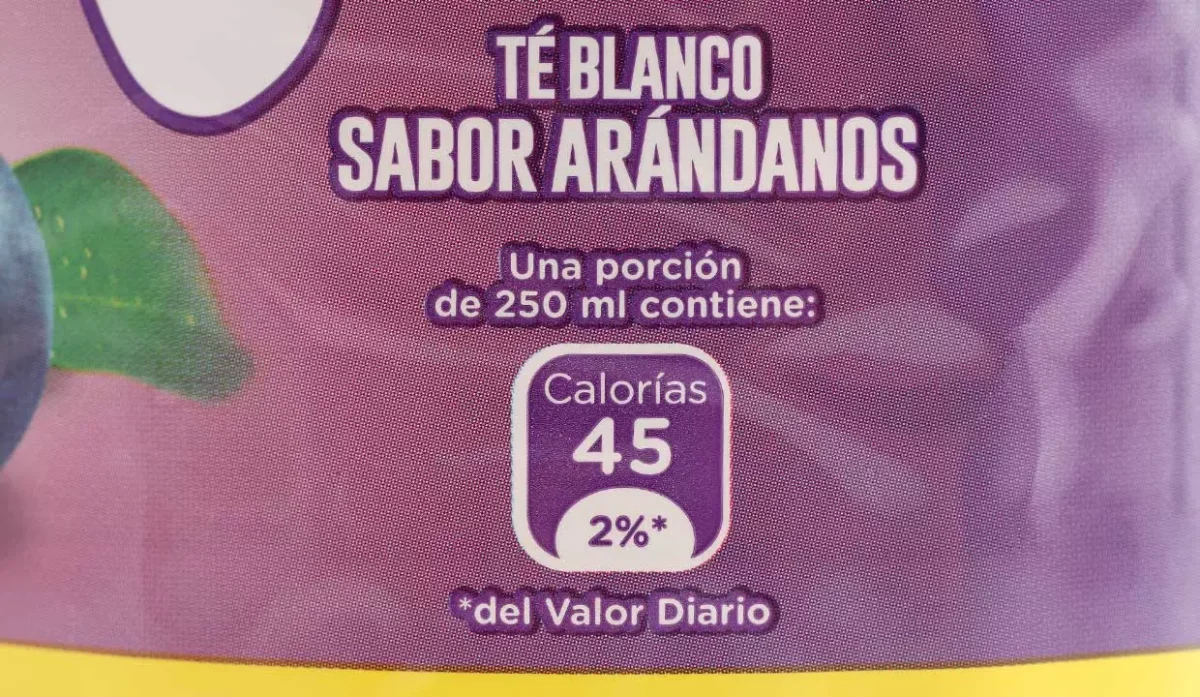 TÉ BLANCO
SABOR ARÁNDANOS
Una porción
de 250 ml contiene:
Calorías
45
2%*
*del Valor Diario